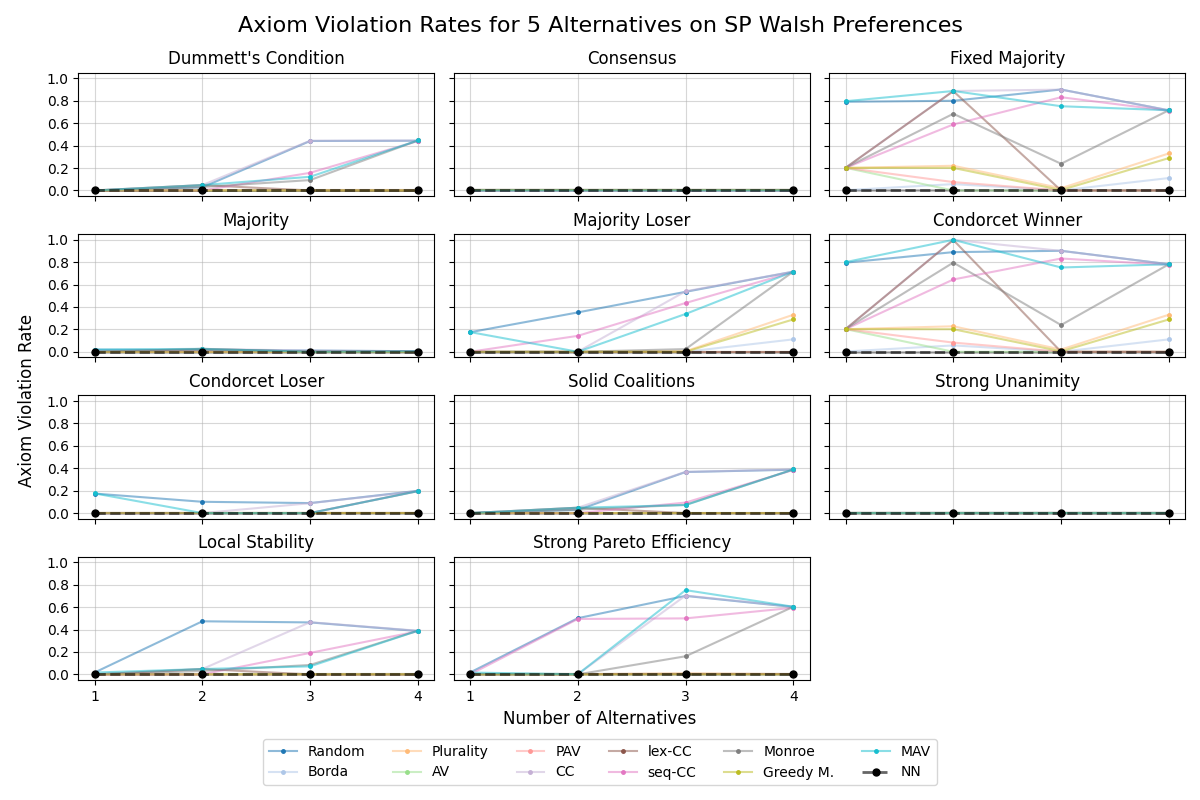 Axiom Violation Rates for 5 Alternatives on SP Walsh Preferences
Dummett's Condition
Consensus
Fixed Majority
1.0
0.8
0.6
0.4
0.2
0.0
Majority
Majority Loser
Condorcet Winner
1.0
0.8
0.6
0.4
0.2
0.0
Condorcet Loser
Solid Coalitions
Strong Unanimity
1.0
0.8
0.6
0.4
0.2
0.0
Local Stability
Strong Pareto Efficiency
1.0
0.8
0.6
0.4
0.2
0.0
1 2 3 4
1 2 3 4
Axiom Violation Rate
Number of Alternatives
Random Plurality PAV lex-CC Monroe MAV
Borda AV CC seq-CC Greedy M. NN